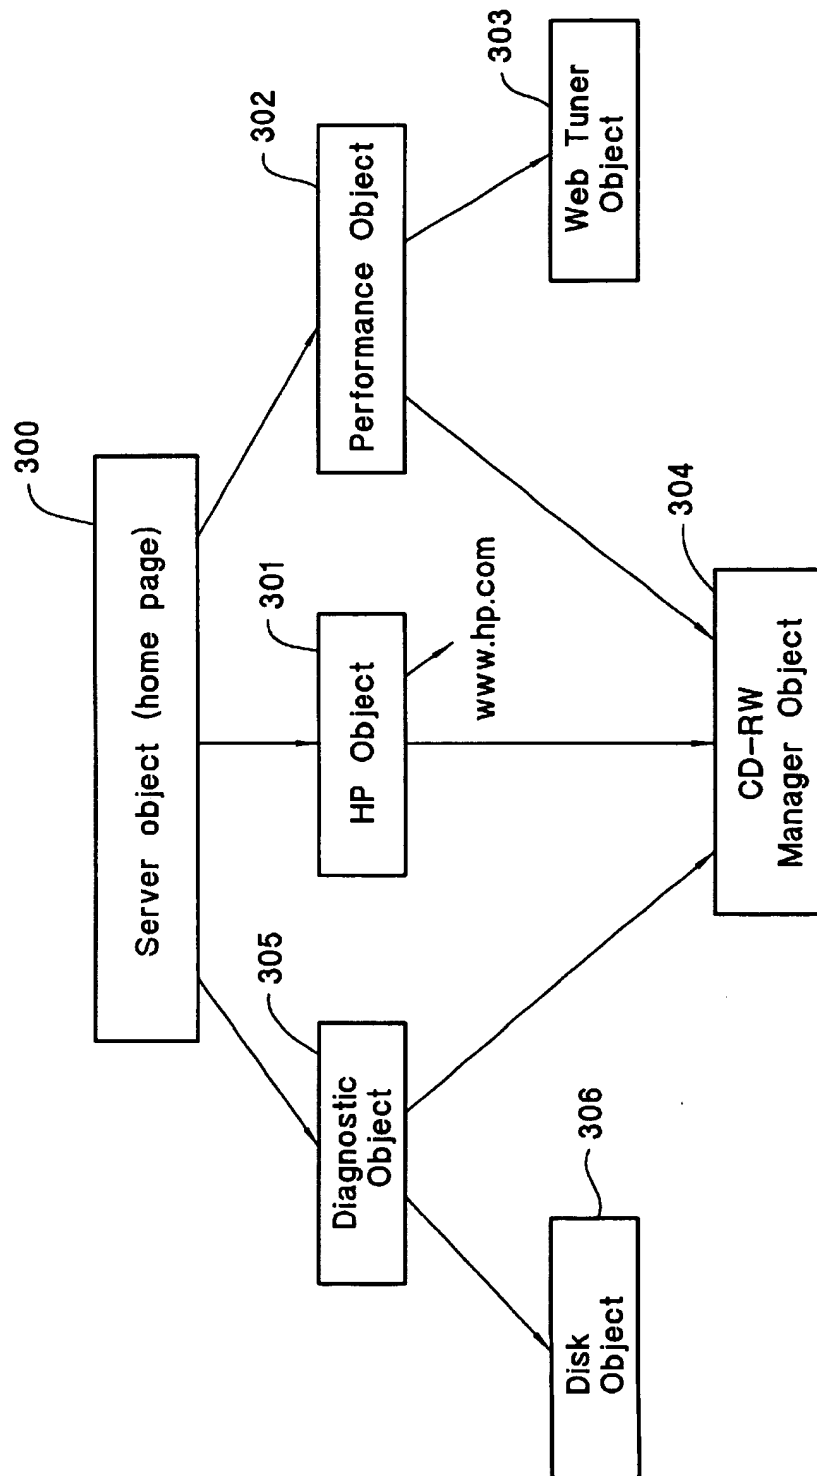 300
Server object (home page)
305
Diagnostic
Object
301
HP Object
302
Performance Object
www.hp.com
306
Disk
Object
303
Web Tuner
Object
304
CD-RW
Manager Object